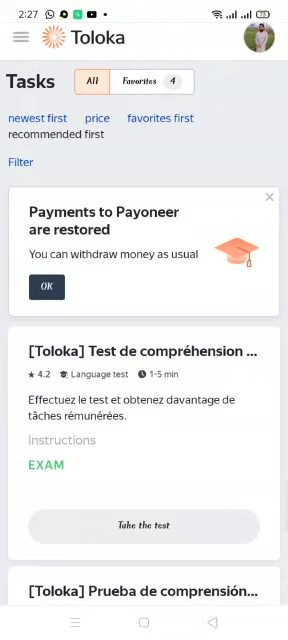 2:27
Toloka
Tasks
All
Favorites 4
newest first price favorites first
recommended first
Filter
Payments to Payoneer
are restored
You can withdraw money as usual
OK
[Toloka] Test de compréhension ...
4.2 Language test 1-5 min
Effectuez le test et obtenez davantage de
tâches rémunérées.
Instructions
EXAM
Take the test
[Toloka] Prueba de comprensión...